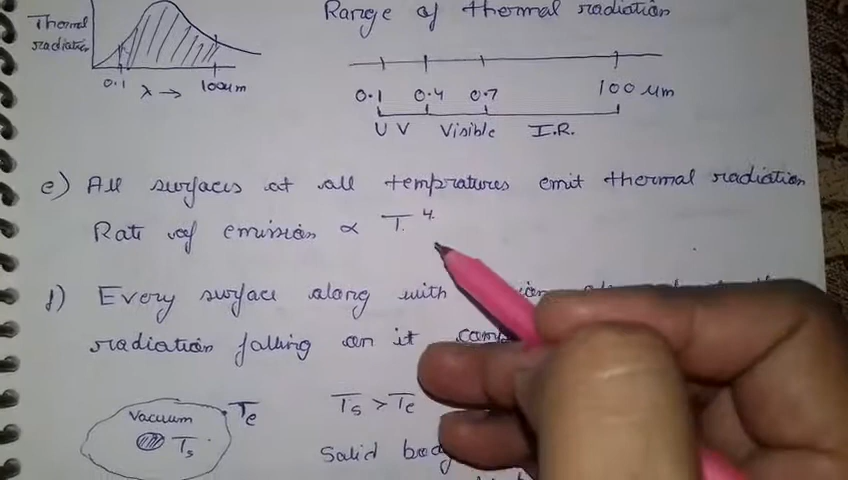 Range of thermal radiation
Thermal
radiation
0.1 λ → 100um
0.1 0.4 0.7 100 um
UV Visible I.R.
e) All surfaces at all tempratures emit thermal radiation
Rate of emission ∝ T⁴
f) Every surface along with
radiation falling on it
Vacuum
Te
Ts
Ts > Te
Solid